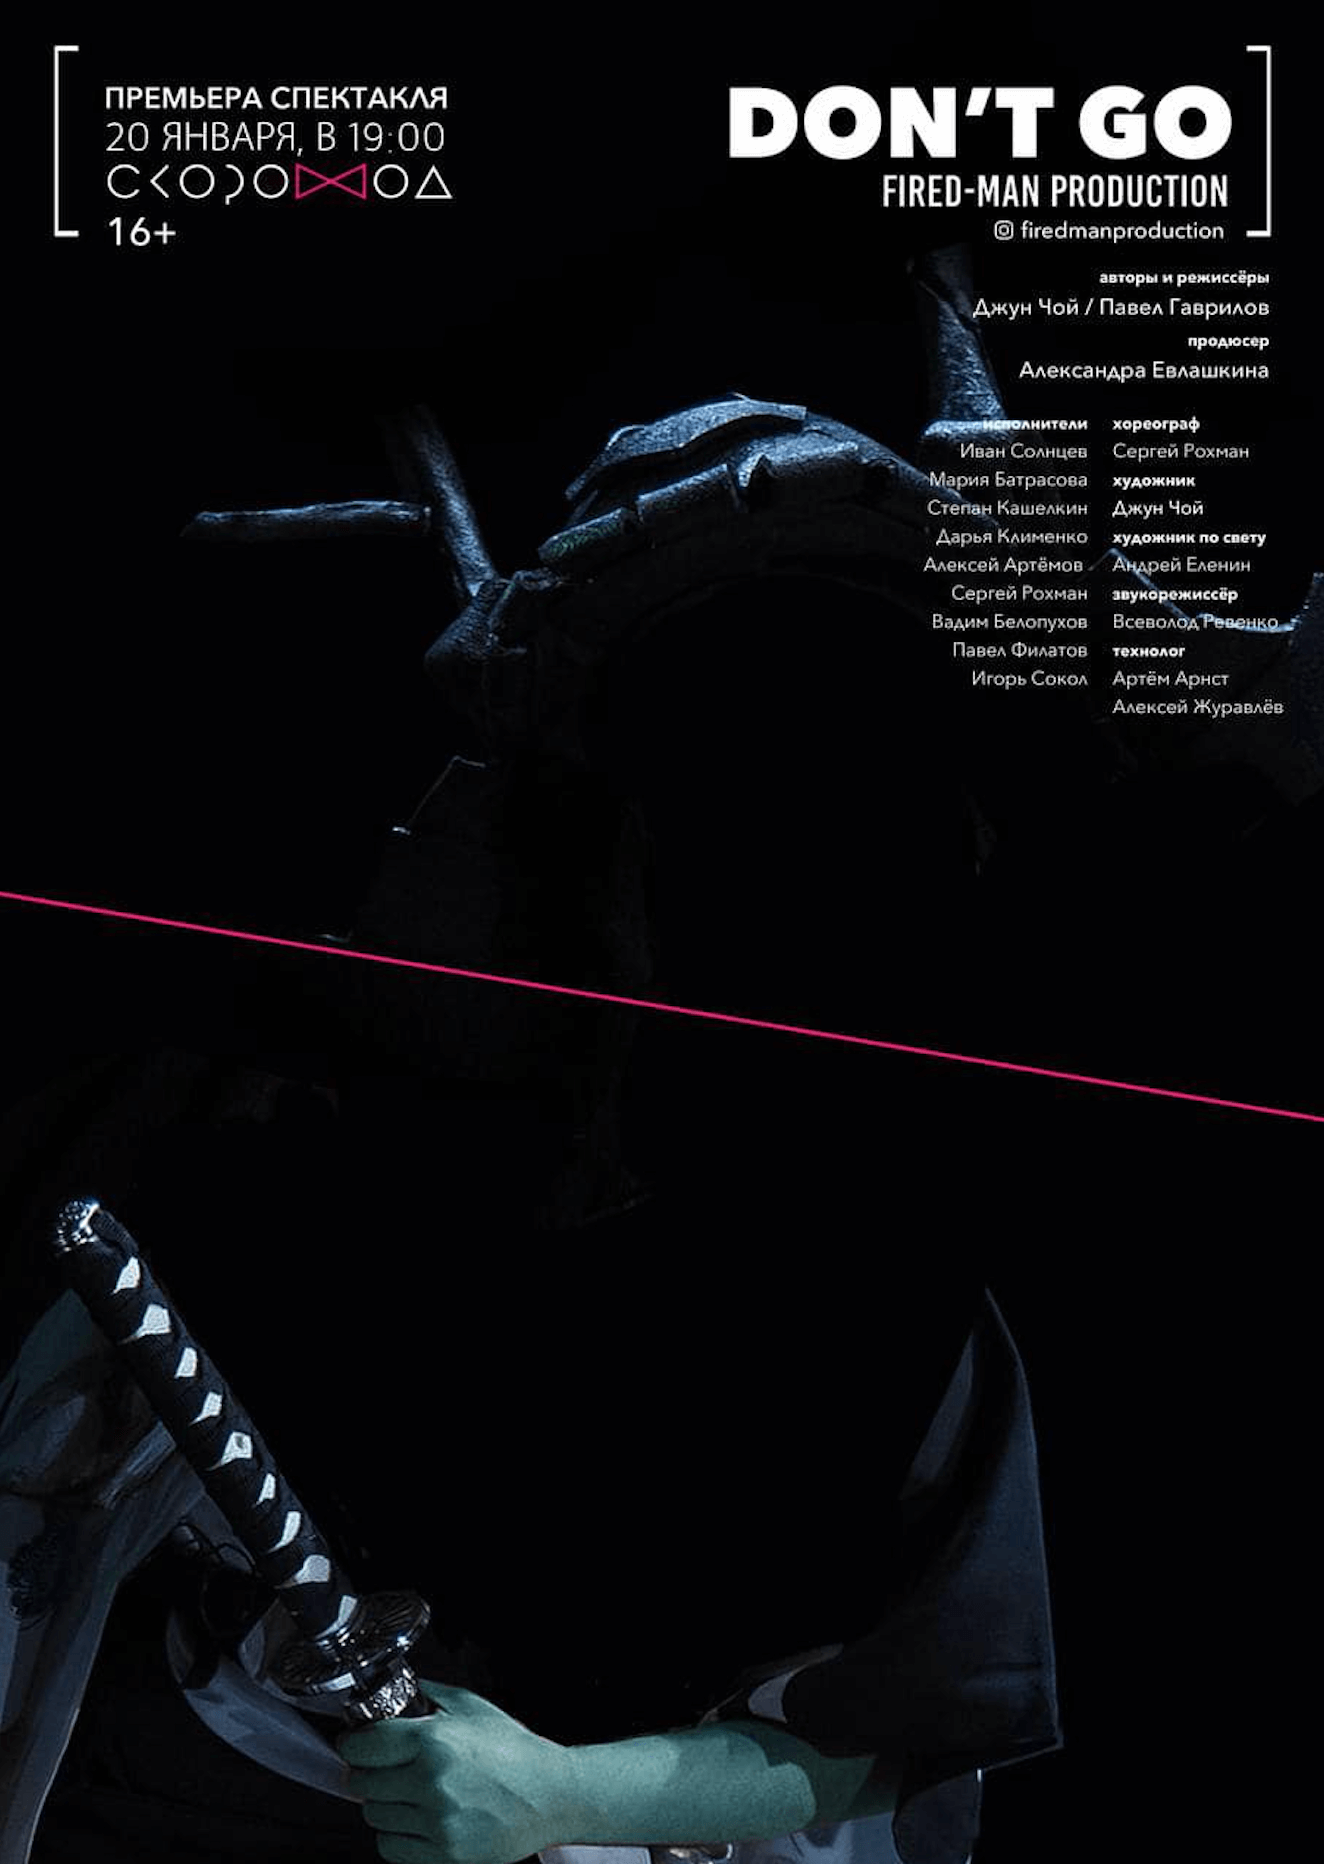 ПРЕМЬЕРА СПЕКТАКЛЯ
20 ЯНВАРЯ, В 19:00
СКОРОХОД
16+
DON'T GO
FIRED-MAN PRODUCTION
firedmanproduction
авторы и режиссёры
Джун Чой / Павел Гаврилов
продюсер
Александра Евлашкина
исполнители
Иван Солнцев
Мария Батрасова
Степан Кашелкин
Дарья Клименко
Алексей Артёмов
Сергей Рохман
Вадим Белопухов
Павел Филатов
Игорь Сокол
хореограф
Сергей Рохман
художник
Джун Чой
художник по свету
Андрей Еленин
звукорежиссёр
Всеволод Ревенко
технолог
Артём Арнст
Алексей Журавлёв